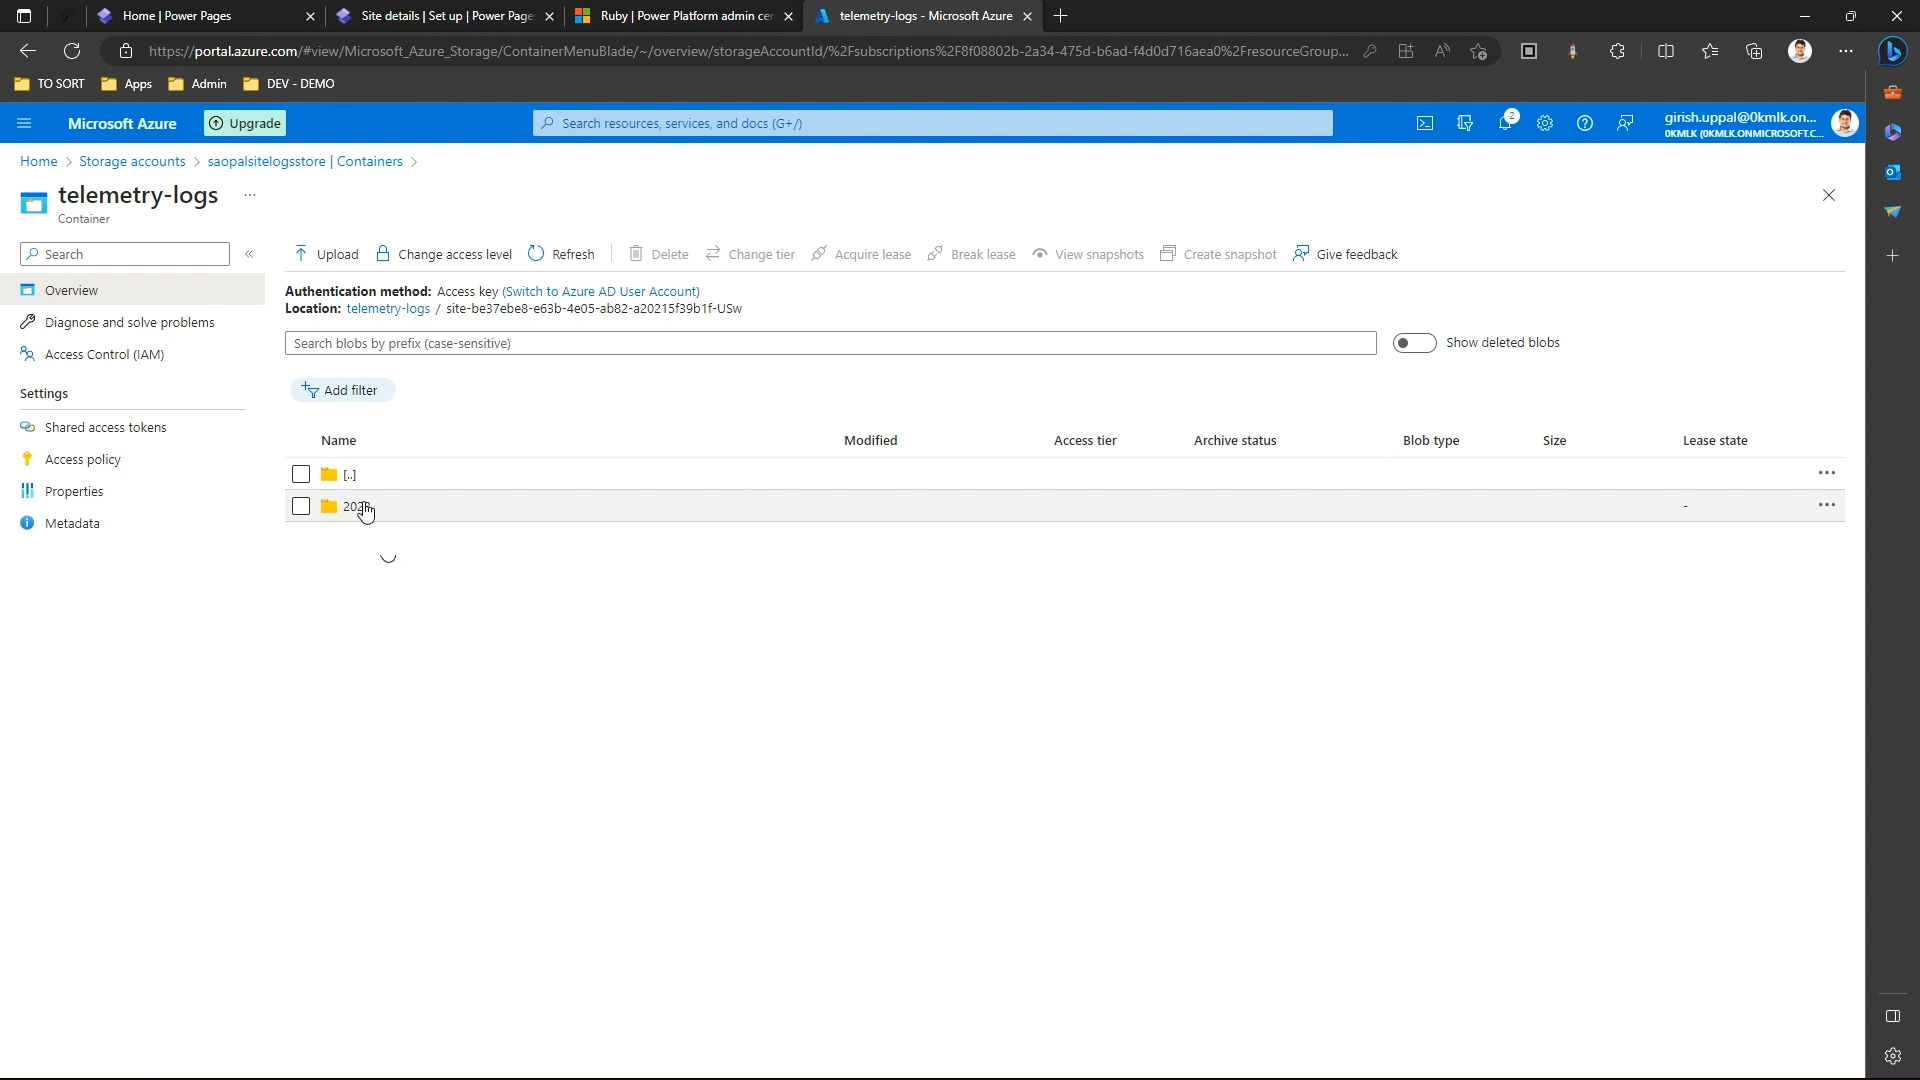 Home | Power Pages
Site details | Set up | Power Page
Ruby | Power Platform admin cen
telemetry-logs - Microsoft Azure
https://portal.azure.com/#view/Microsoft_Azure_Storage/ContainerMenuBlade/~/overview/storageAccountId/%2Fsubscriptions%2F8f08802b-2a34-475d-b6ad-f4d0d716aea0%2FresourceGroup...
TO SORT
Apps
Admin
DEV - DEMO
Microsoft Azure
Upgrade
Search resources, services, and docs (G+/)
2
girish.uppal@0kmlk.on...
0KMLK (0KMLK.ONMICROSOFT.C...
Home > Storage accounts > saopalsitelogsstore | Containers >
telemetry-logs
Container
Search
Upload
Change access level
Refresh
Delete
Change tier
Acquire lease
Break lease
View snapshots
Create snapshot
Give feedback
Overview
Diagnose and solve problems
Access Control (IAM)
Settings
Shared access tokens
Access policy
Properties
Metadata
Authentication method: Access key (Switch to Azure AD User Account)
Location: telemetry-logs / site-be37ebe8-e63b-4e05-ab82-a20215f39b1f-USw
Search blobs by prefix (case-sensitive)
Show deleted blobs
Add filter
Name Modified Access tier Archive status Blob type Size Lease state
[..]
-